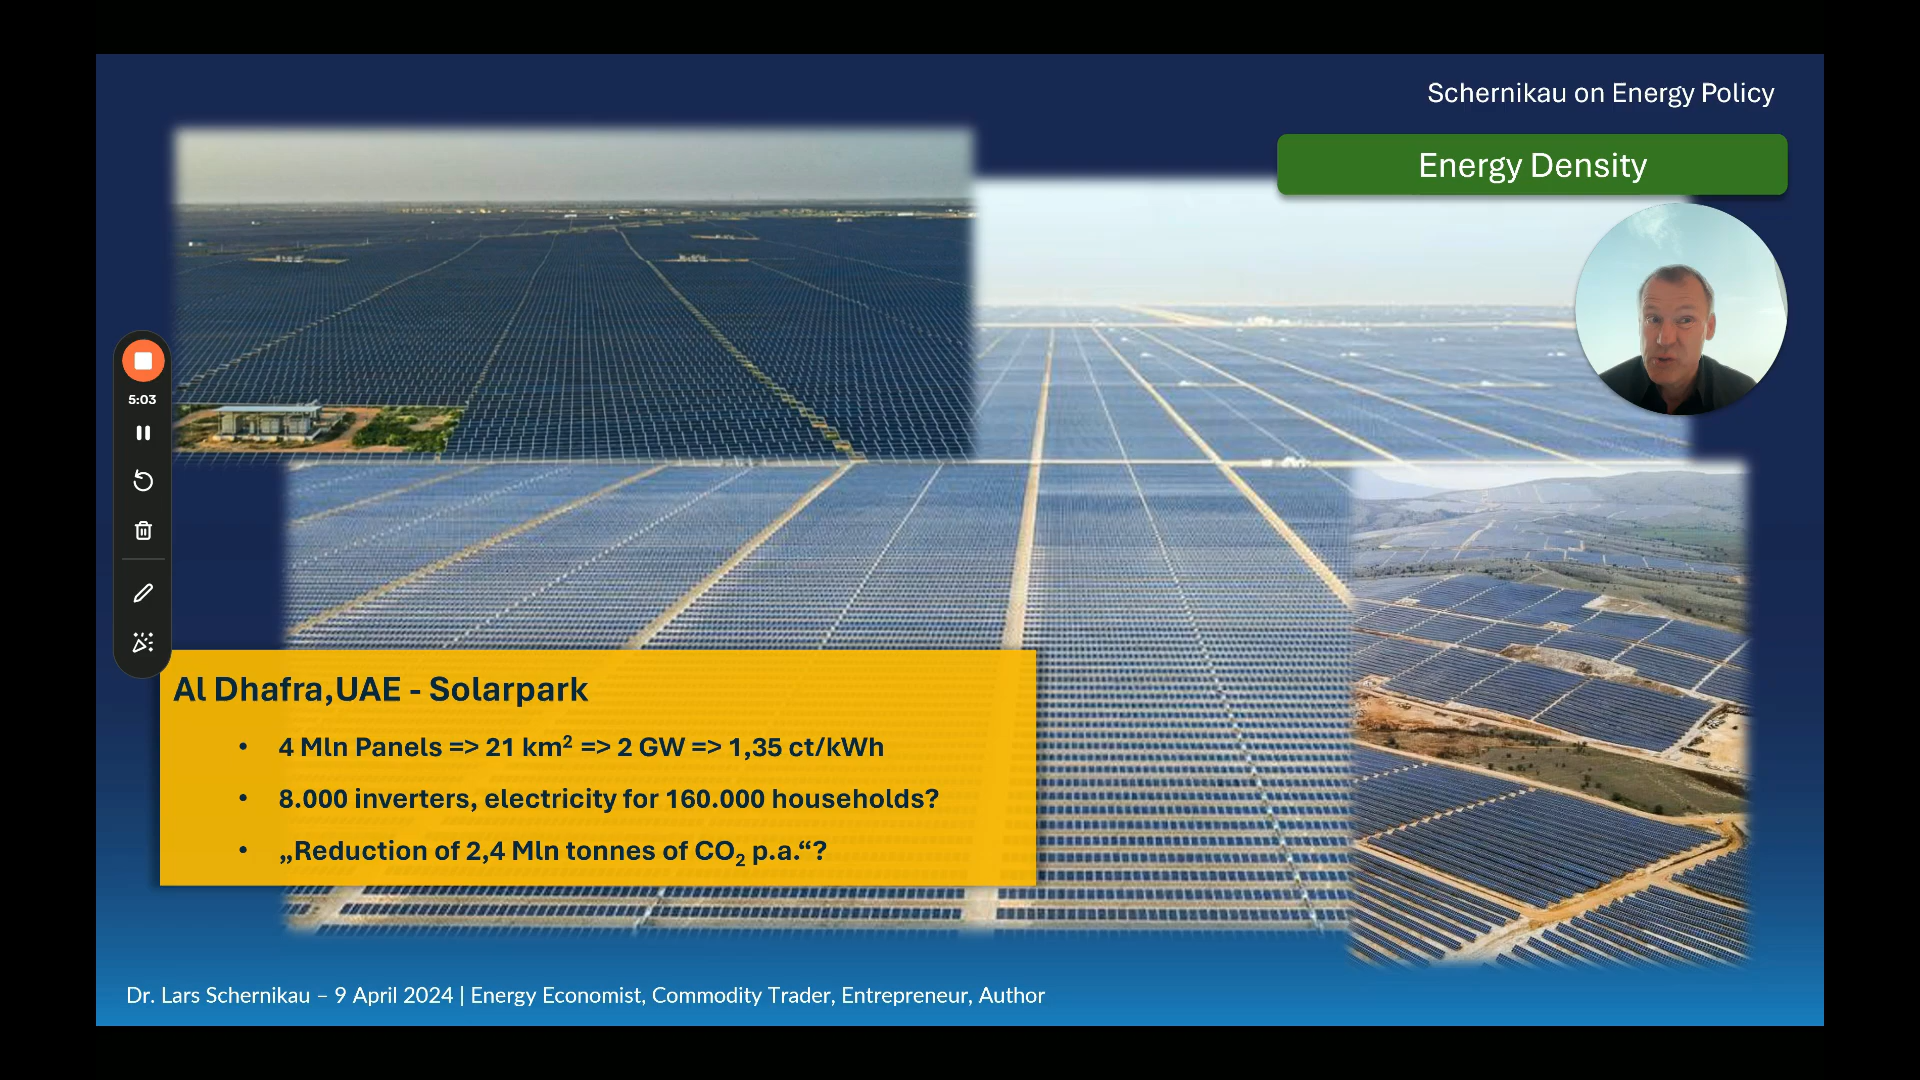 Schernikau on Energy Policy
Energy Density
5:03
Al Dhafra,UAE - Solarpark
• 4 Mln Panels => 21 km² => 2 GW => 1,35 ct/kWh
• 8.000 inverters, electricity for 160.000 households?
• „Reduction of 2,4 Mln tonnes of CO₂ p.a.“?
Dr. Lars Schernikau – 9 April 2024 | Energy Economist, Commodity Trader, Entrepreneur, Author